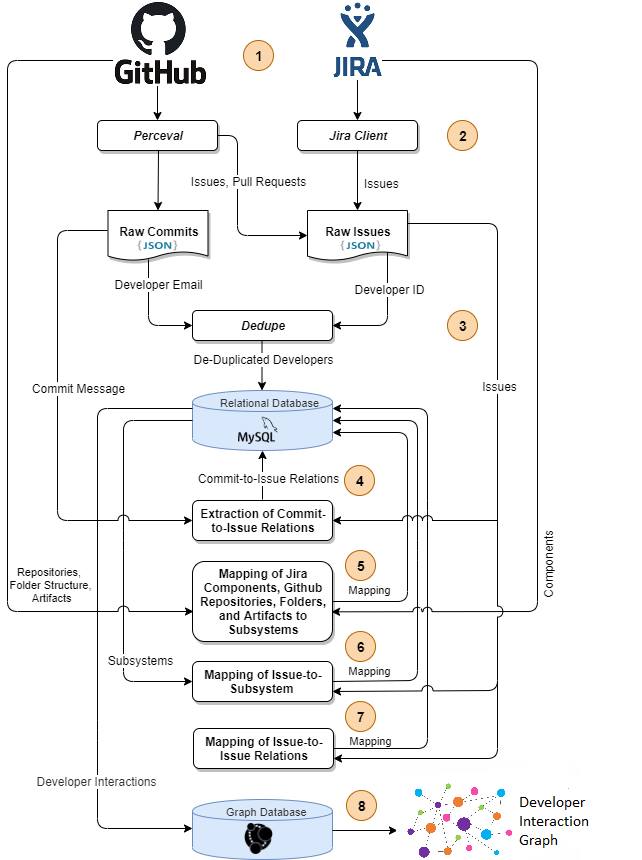 GitHub
JIRA
1
Perceval
Jira Client
2
Issues, Pull Requests
Issues
Raw Commits
{JSON}
Raw Issues
{JSON}
Developer Email
Developer ID
Dedupe
3
De-Duplicated Developers
Commit Message
Issues
Relational Database
MySQL
Commit-to-Issue Relations
4
Extraction of Commit-
to-Issue Relations
Components
Repositories,
Folder Structure,
Artifacts
Mapping of Jira
Components, Github
Repositories, Folders,
and Artifacts to
Subsystems
5
Mapping
6
Subsystems
Mapping of Issue-to-
Subsystem
Mapping
7
Mapping of Issue-to-
Issue Relations
Mapping
Developer Interactions
Graph Database
8
Developer
Interaction
Graph